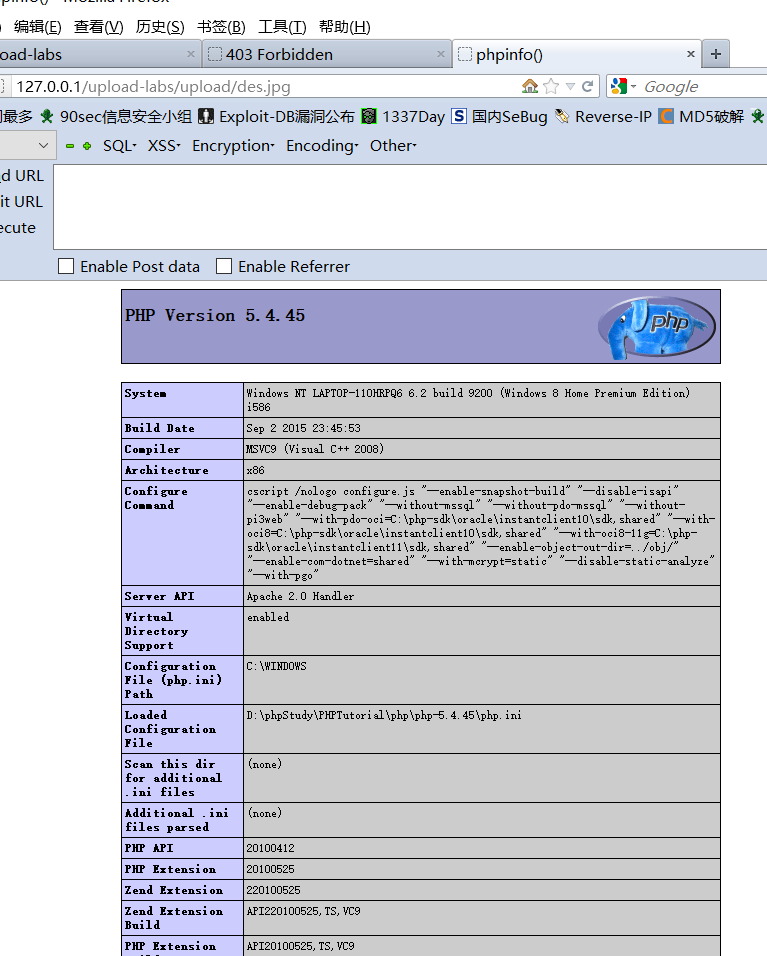 pinfo() - Mozilla Firefox
) 编辑(E) 查看(V) 历史(S) 书签(B) 工具(T) 帮助(H)
oad-labs × 403 Forbidden × phpinfo() × +
127.0.0.1/upload-labs/upload/des.jpg Google
问最多 90sec信息安全小组 Exploit-DB漏洞公布 1337Day 国内SeBug Reverse-IP MD5破解
SQL XSS Encryption Encoding Other
d URL
it URL
ecute
Enable Post data Enable Referrer
PHP Version 5.4.45
php
System Windows NT LAPTOP-110HRPQ6 6.2 build 9200 (Windows 8 Home Premium Edition)
i586
Build Date Sep 2 2015 23:45:53
Compiler MSVC9 (Visual C++ 2008)
Architecture x86
Configure cscript /nologo configure.js "--enable-snapshot-build" "--disable-isapi"
Command "--enable-debug-pack" "--without-mssql" "--without-pdo-mssql" "--without-
pi3web" "--with-pdo-oci=C:\php-sdk\oracle\instantclient10\sdk,shared" "--with-
oci8=C:\php-sdk\oracle\instantclient10\sdk,shared" "--with-oci8-11g=C:\php-
sdk\oracle\instantclient11\sdk,shared" "--enable-object-out-dir=../obj/"
"--enable-com-dotnet=shared" "--with-mcrypt=static" "--disable-static-analyze"
"--with-pgo"
Server API Apache 2.0 Handler
Virtual enabled
Directory
Support
Configuration C:\WINDOWS
File (php.ini)
Path
Loaded D:\phpStudy\PHPTutorial\php\php-5.4.45\php.ini
Configuration
File
Scan this dir (none)
for additional
.ini files
Additional .ini (none)
files parsed
PHP API 20100412
PHP Extension 20100525
Zend Extension 220100525
Zend Extension API220100525,TS,VC9
Build
PHP Extension API20100525,TS,VC9